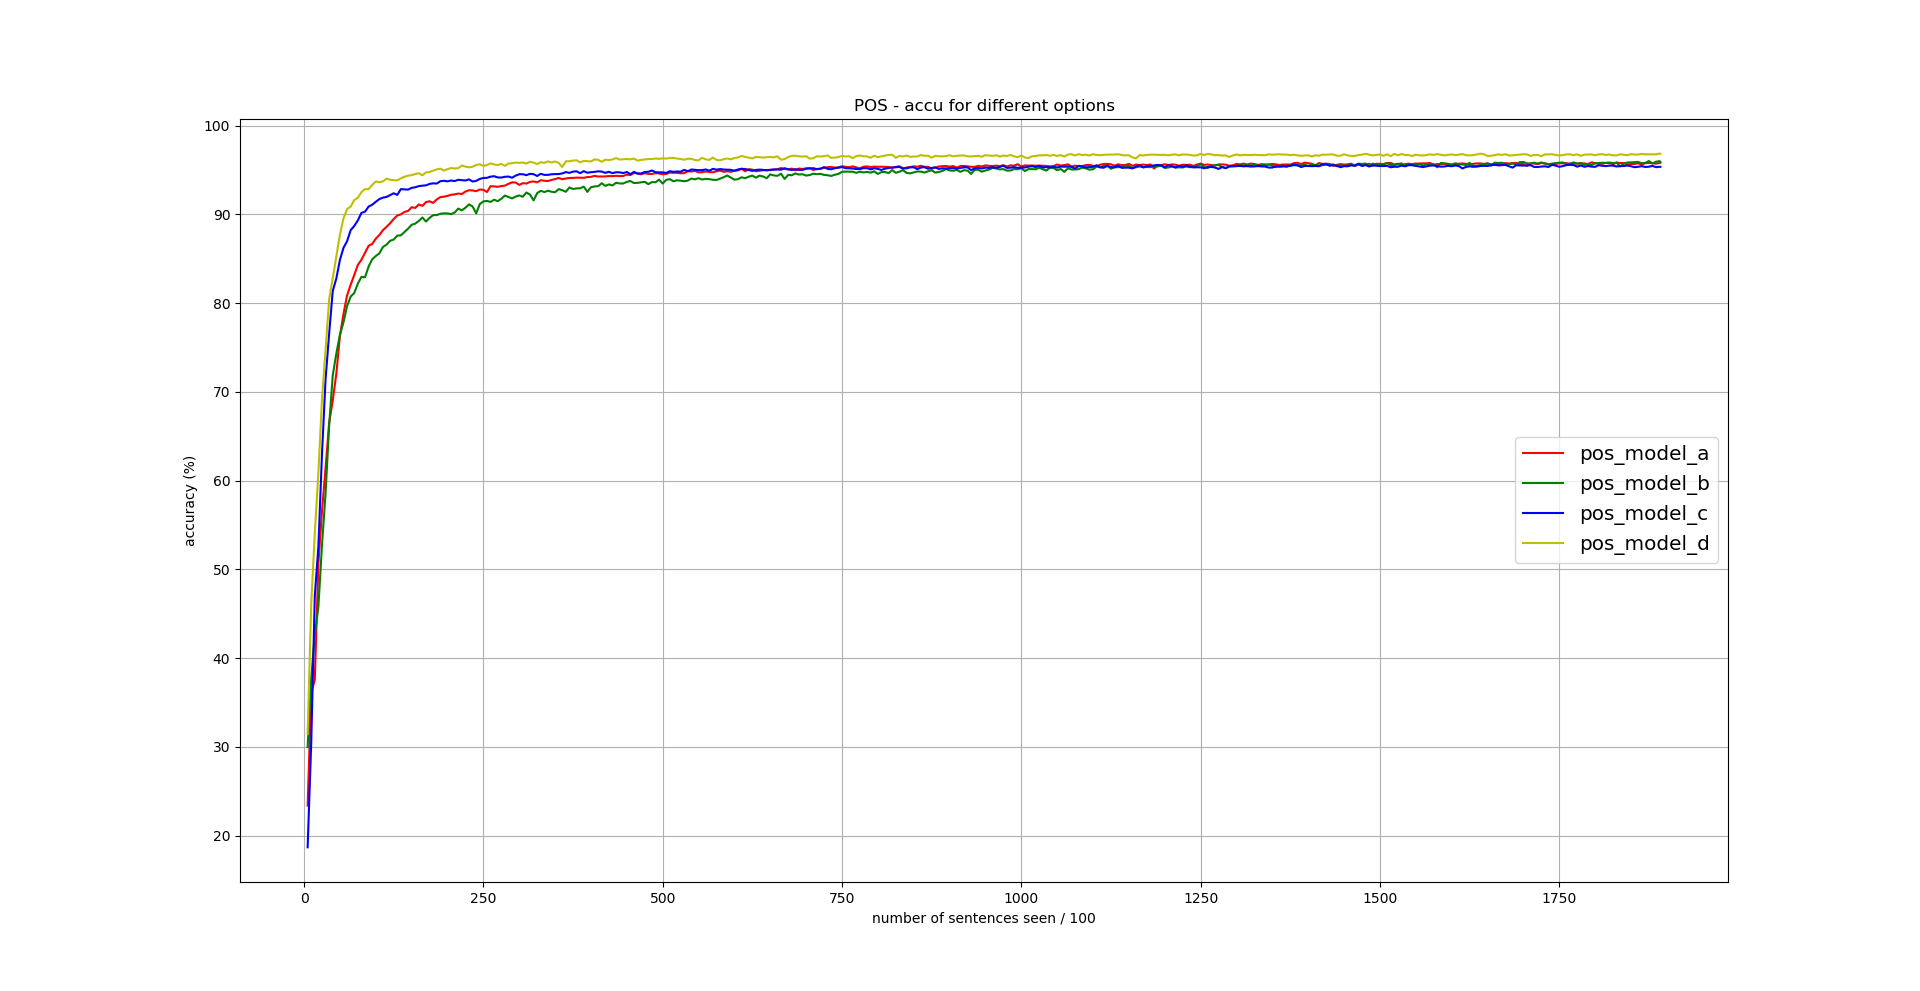 POS - accu for different options
100
90
80
70
60
50
40
30
20
accuracy (%)
0 250 500 750 1000 1250 1500 1750
number of sentences seen / 100
pos_model_a
pos_model_b
pos_model_c
pos_model_d